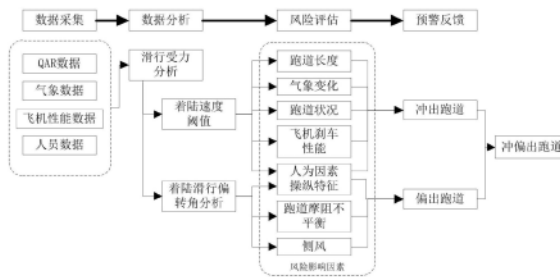 数据采集
数据分析
风险评估
预警反馈
QAR数据
气象数据
飞机性能数据
人员数据
滑行受力
分析
着陆速度
阈值
着陆滑行偏
转角分析
跑道长度
气象变化
跑道状况
飞机刹车
性能
人为因素
操纵特征
跑道摩阻不
平衡
侧风
风险影响因素
冲出跑道
偏出跑道
冲偏出跑道